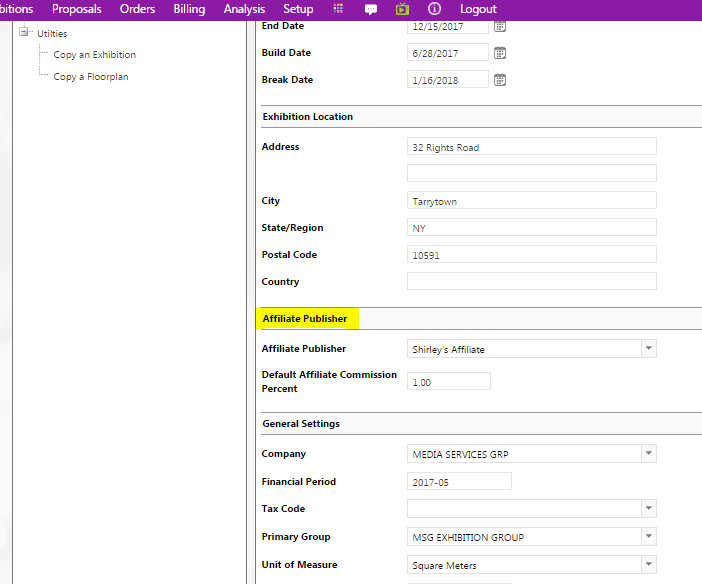 bitions Proposals Orders Billing Analysis Setup Logout
Utilties
Copy an Exhibition
Copy a Floorplan
End Date 12/15/2017
Build Date 6/28/2017
Break Date 1/16/2018
Exhibition Location
Address 32 Rights Road
City Tarrytown
State/Region NY
Postal Code 10591
Country
Affiliate Publisher
Affiliate Publisher Shirley's Affiliate
Default Affiliate Commission
Percent 1.00
General Settings
Company MEDIA SERVICES GRP
Financial Period 2017-05
Tax Code
Primary Group MSG EXHIBITION GROUP
Unit of Measure Square Meters